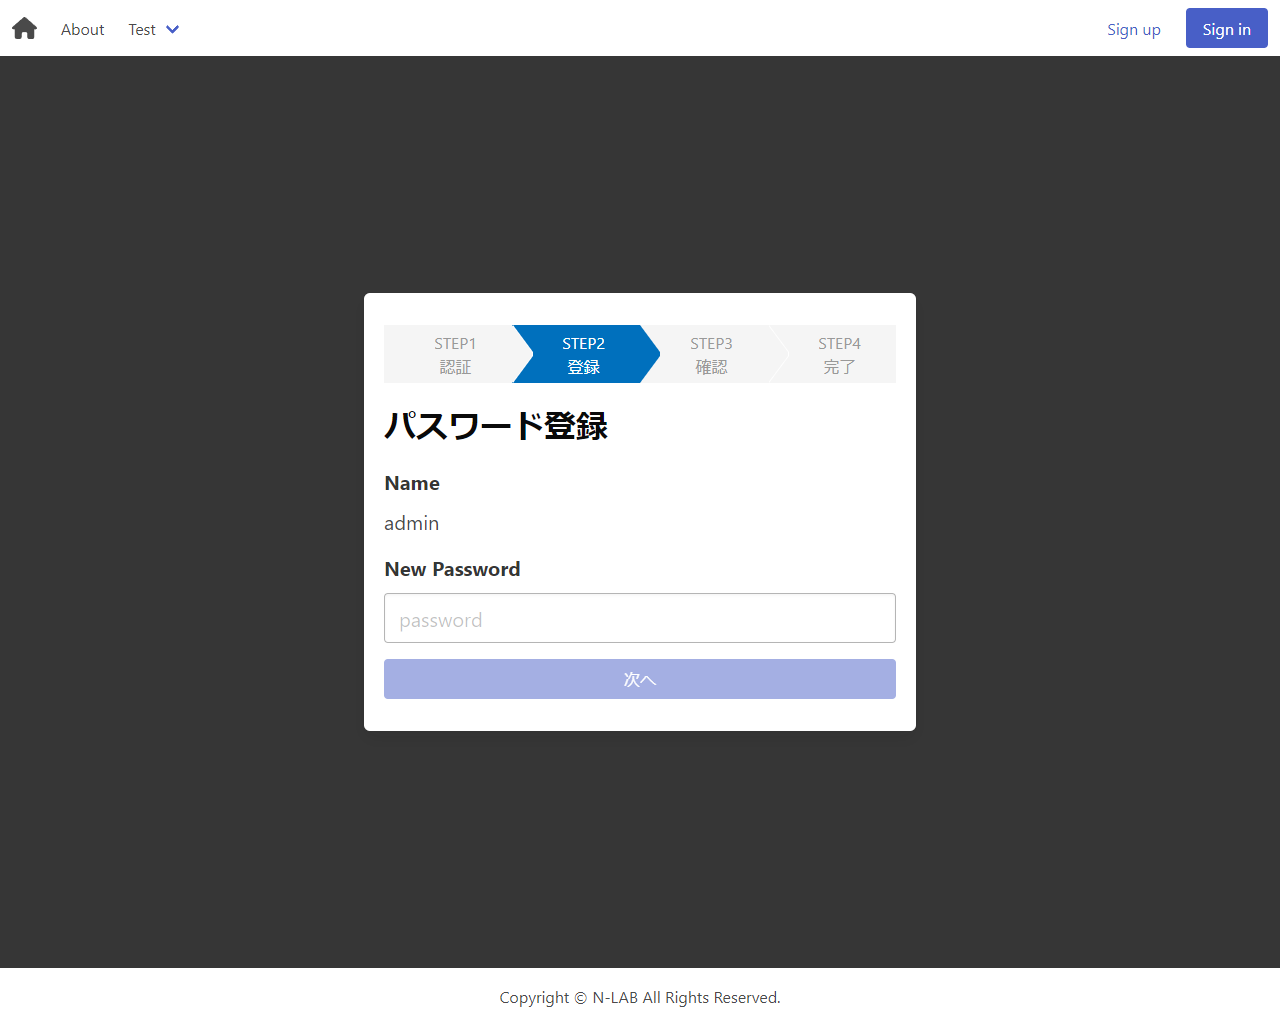 About Test Sign up Sign in
STEP1 STEP2 STEP3 STEP4
認証 登録 確認 完了
パスワード登録
Name
admin
New Password
password
次へ
Copyright © N-LAB All Rights Reserved.